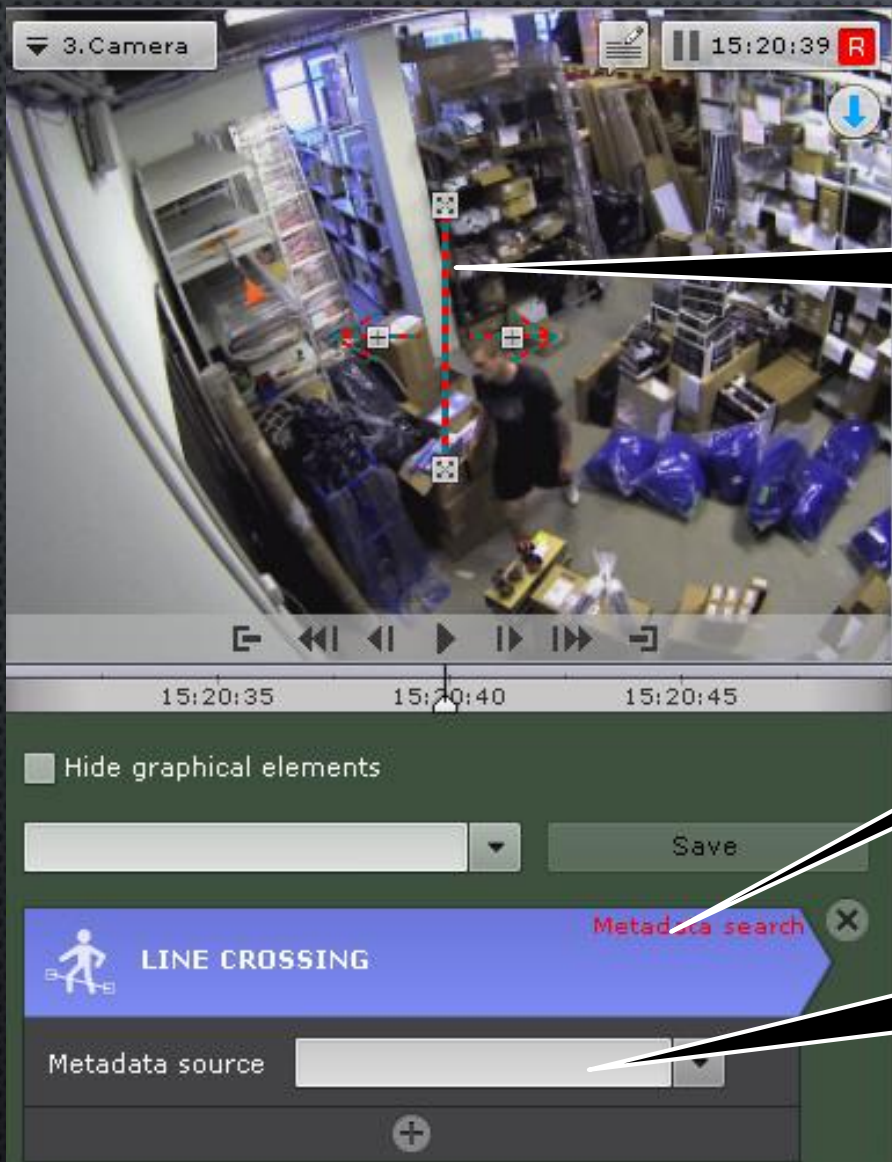 3.Camera
15:20:39 R
15:20:35 15:20:40 15:20:45
Hide graphical elements
Save
Metadata search
LINE CROSSING
Metadata source